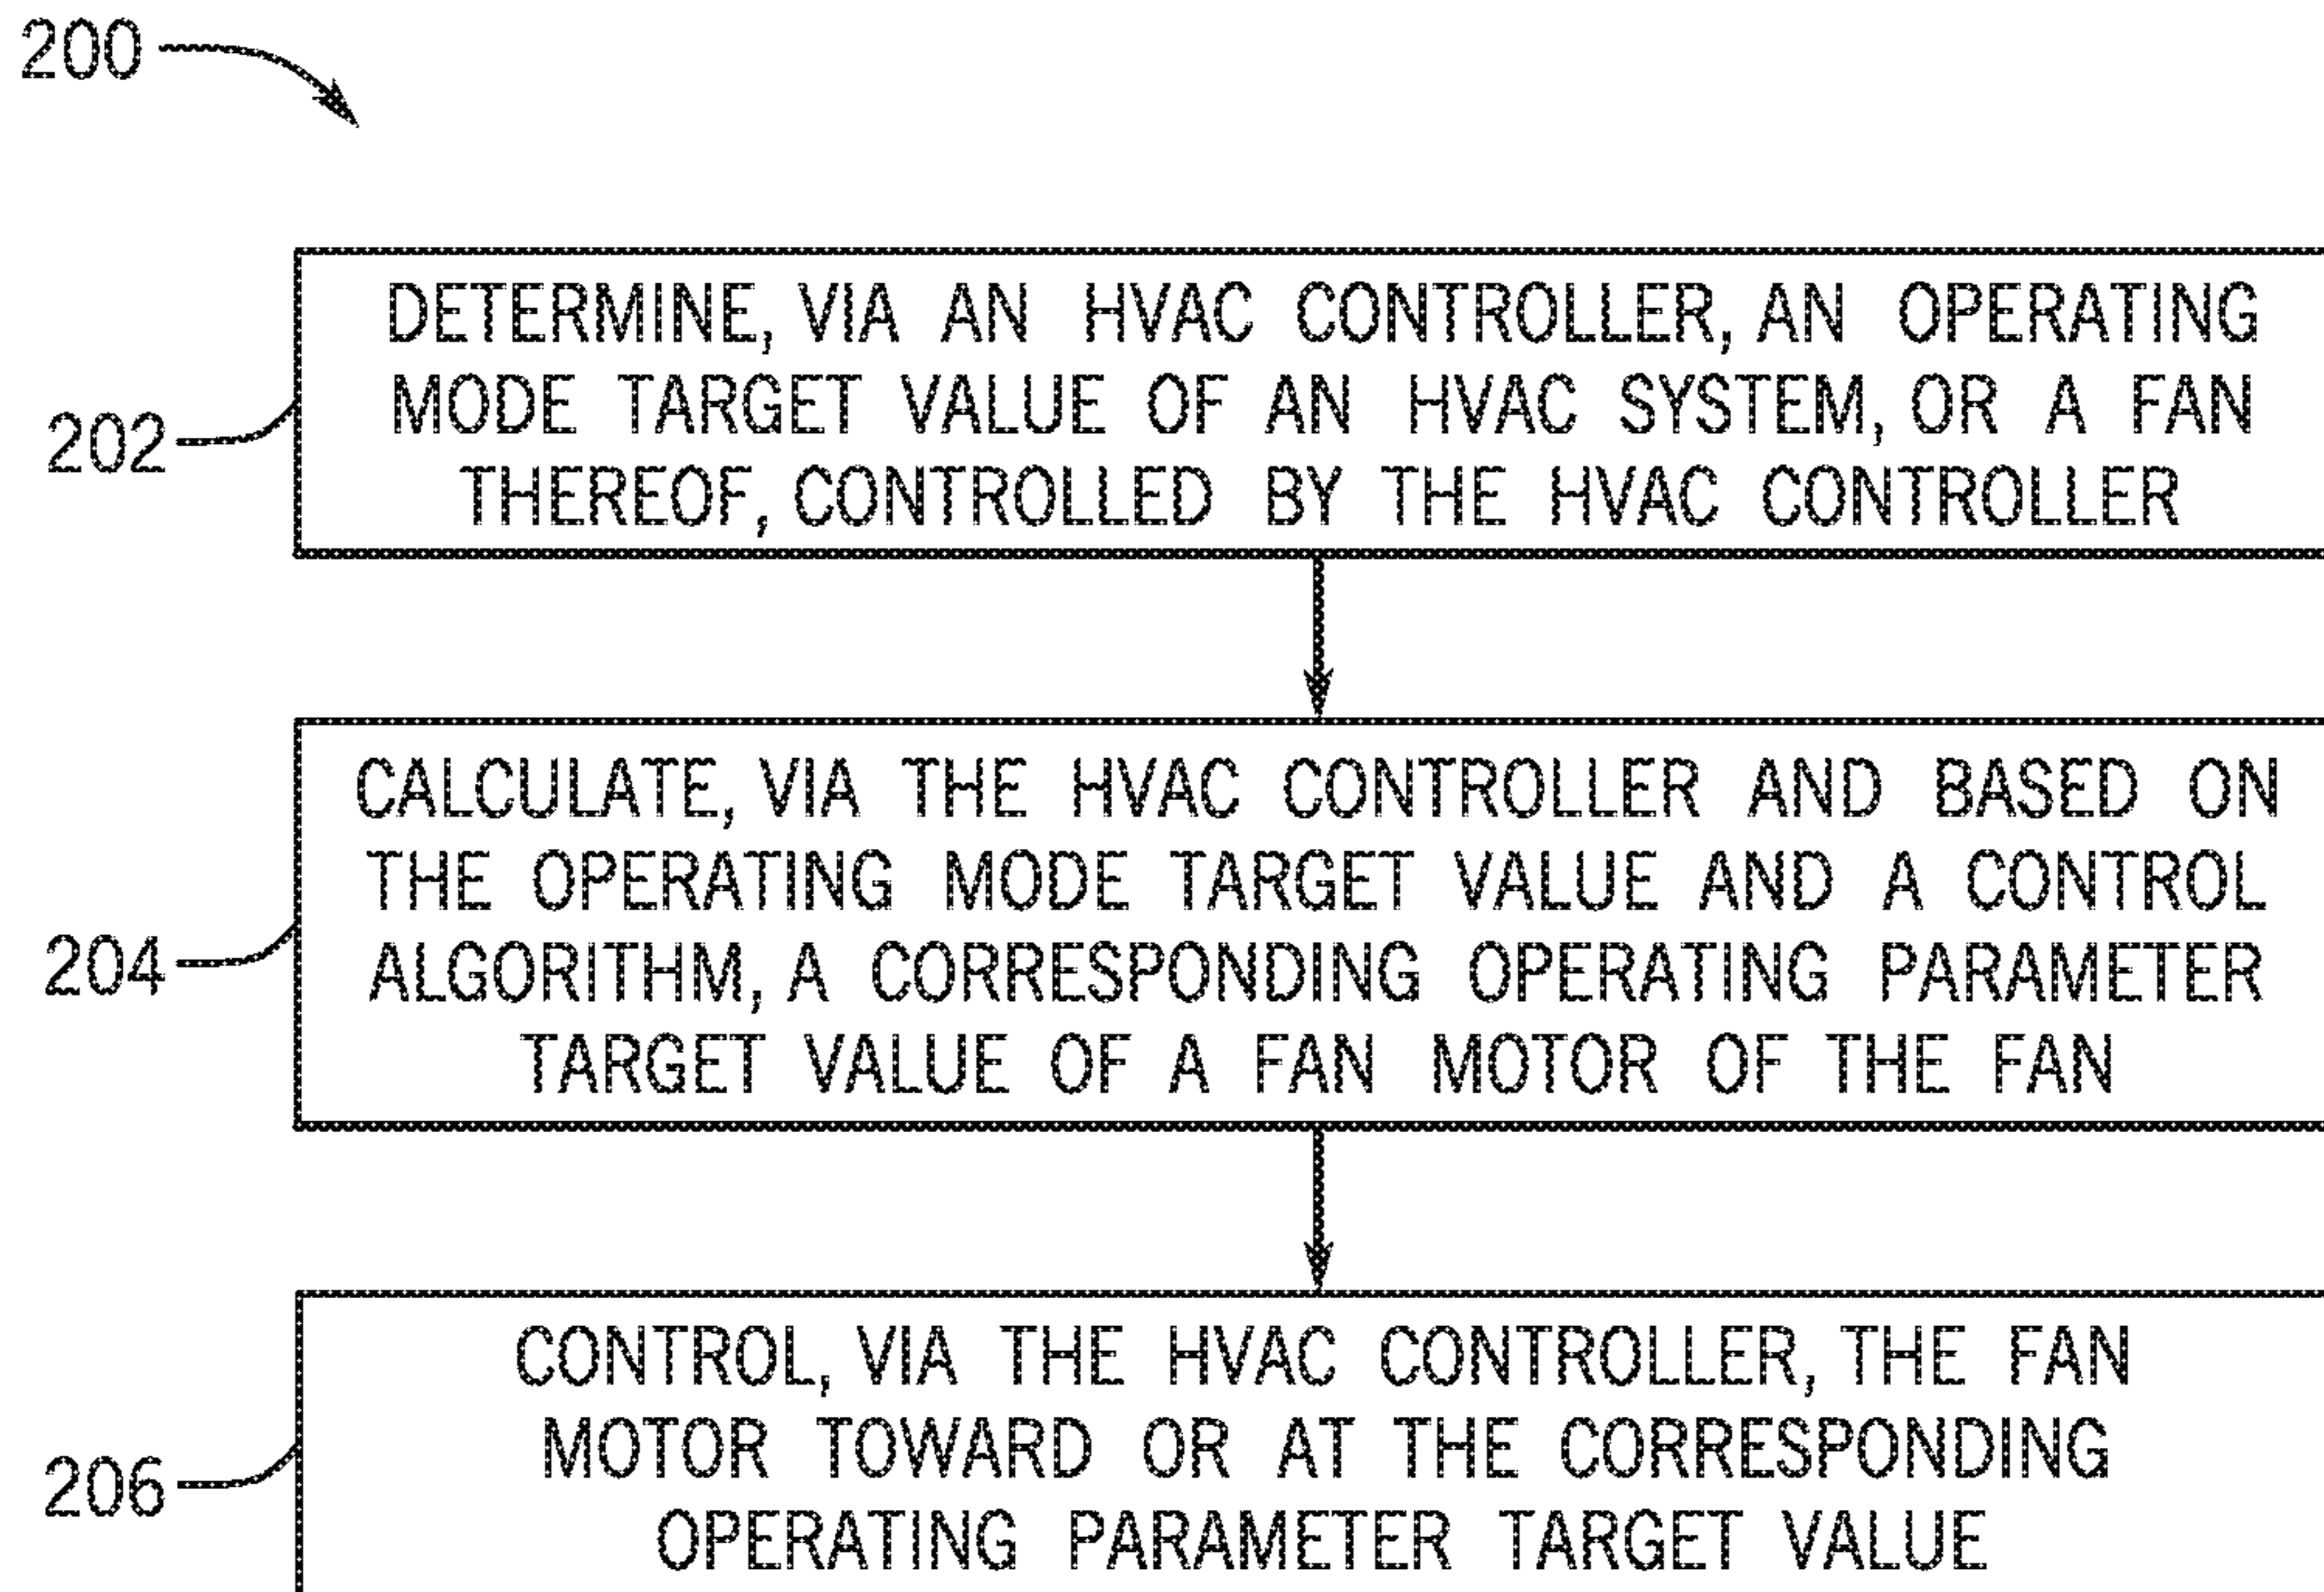 200
DETERMINE, VIA AN HVAC CONTROLLER, AN OPERATING
MODE TARGET VALUE OF AN HVAC SYSTEM, OR A FAN
THEREOF, CONTROLLED BY THE HVAC CONTROLLER
202
CALCULATE, VIA THE HVAC CONTROLLER AND BASED ON
THE OPERATING MODE TARGET VALUE AND A CONTROL
ALGORITHM, A CORRESPONDING OPERATING PARAMETER
TARGET VALUE OF A FAN MOTOR OF THE FAN
204
CONTROL, VIA THE HVAC CONTROLLER, THE FAN
MOTOR TOWARD OR AT THE CORRESPONDING
OPERATING PARAMETER TARGET VALUE
206